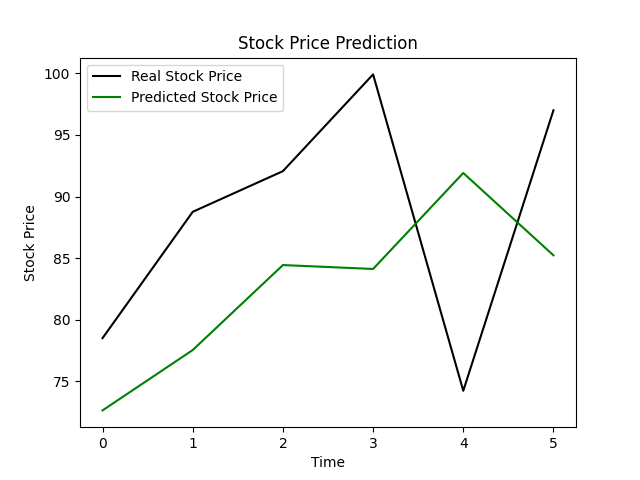 Stock Price Prediction
Real Stock Price
Predicted Stock Price
Stock Price
100
95
90
85
80
75
0 1 2 3 4 5
Time